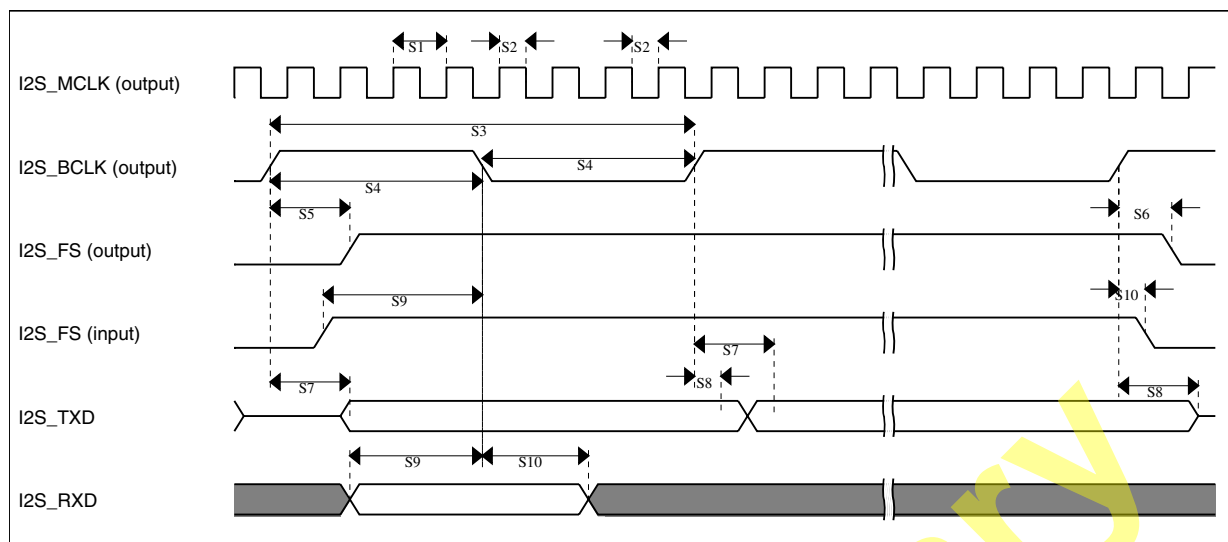 S1 S2 S2
I2S_MCLK (output)
S3
I2S_BCLK (output)
S4
S4
S5 S6
I2S_FS (output)
S9 S10
I2S_FS (input)
S7
S7 S8
S8
I2S_TXD
S9 S10
I2S_RXD